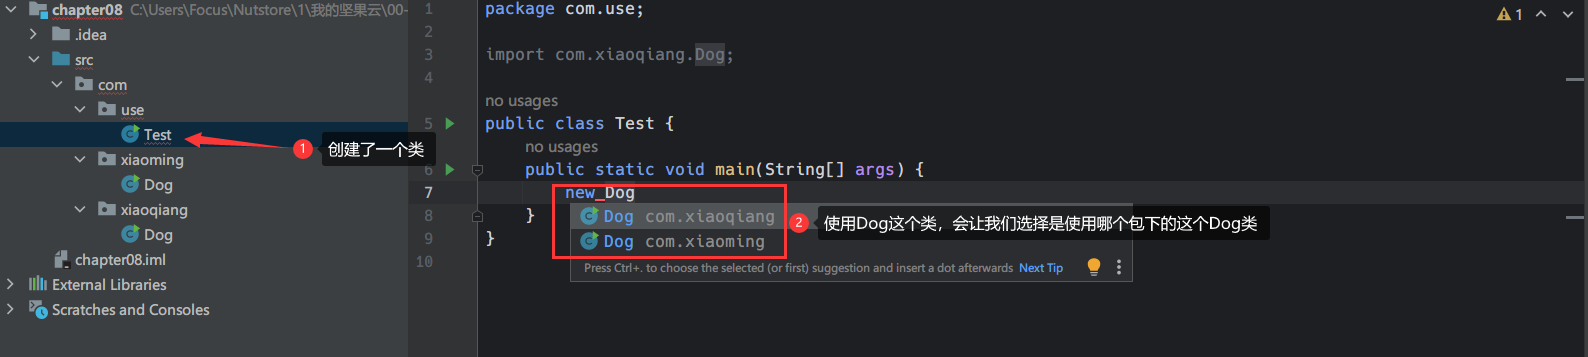 chapter08 C:\Users\Focus\Nutstore\1\我的坚果云\00-
.idea
src
com
use
Test
xiaoming
Dog
xiaoqiang
Dog
chapter08.iml
External Libraries
Scratches and Consoles
1 创建了一个类
1 package com.use;
2
3 import com.xiaoqiang.Dog;
4
no usages
5 public class Test {
no usages
6 public static void main(String[] args) {
7 new Dog
8 }
9 }
10
Dog com.xiaoqiang
Dog com.xiaoming
Press Ctrl+. to choose the selected (or first) suggestion and insert a dot afterwards Next Tip
2 使用Dog这个类，会让我们选择是使用哪个包下的这个Dog类
1